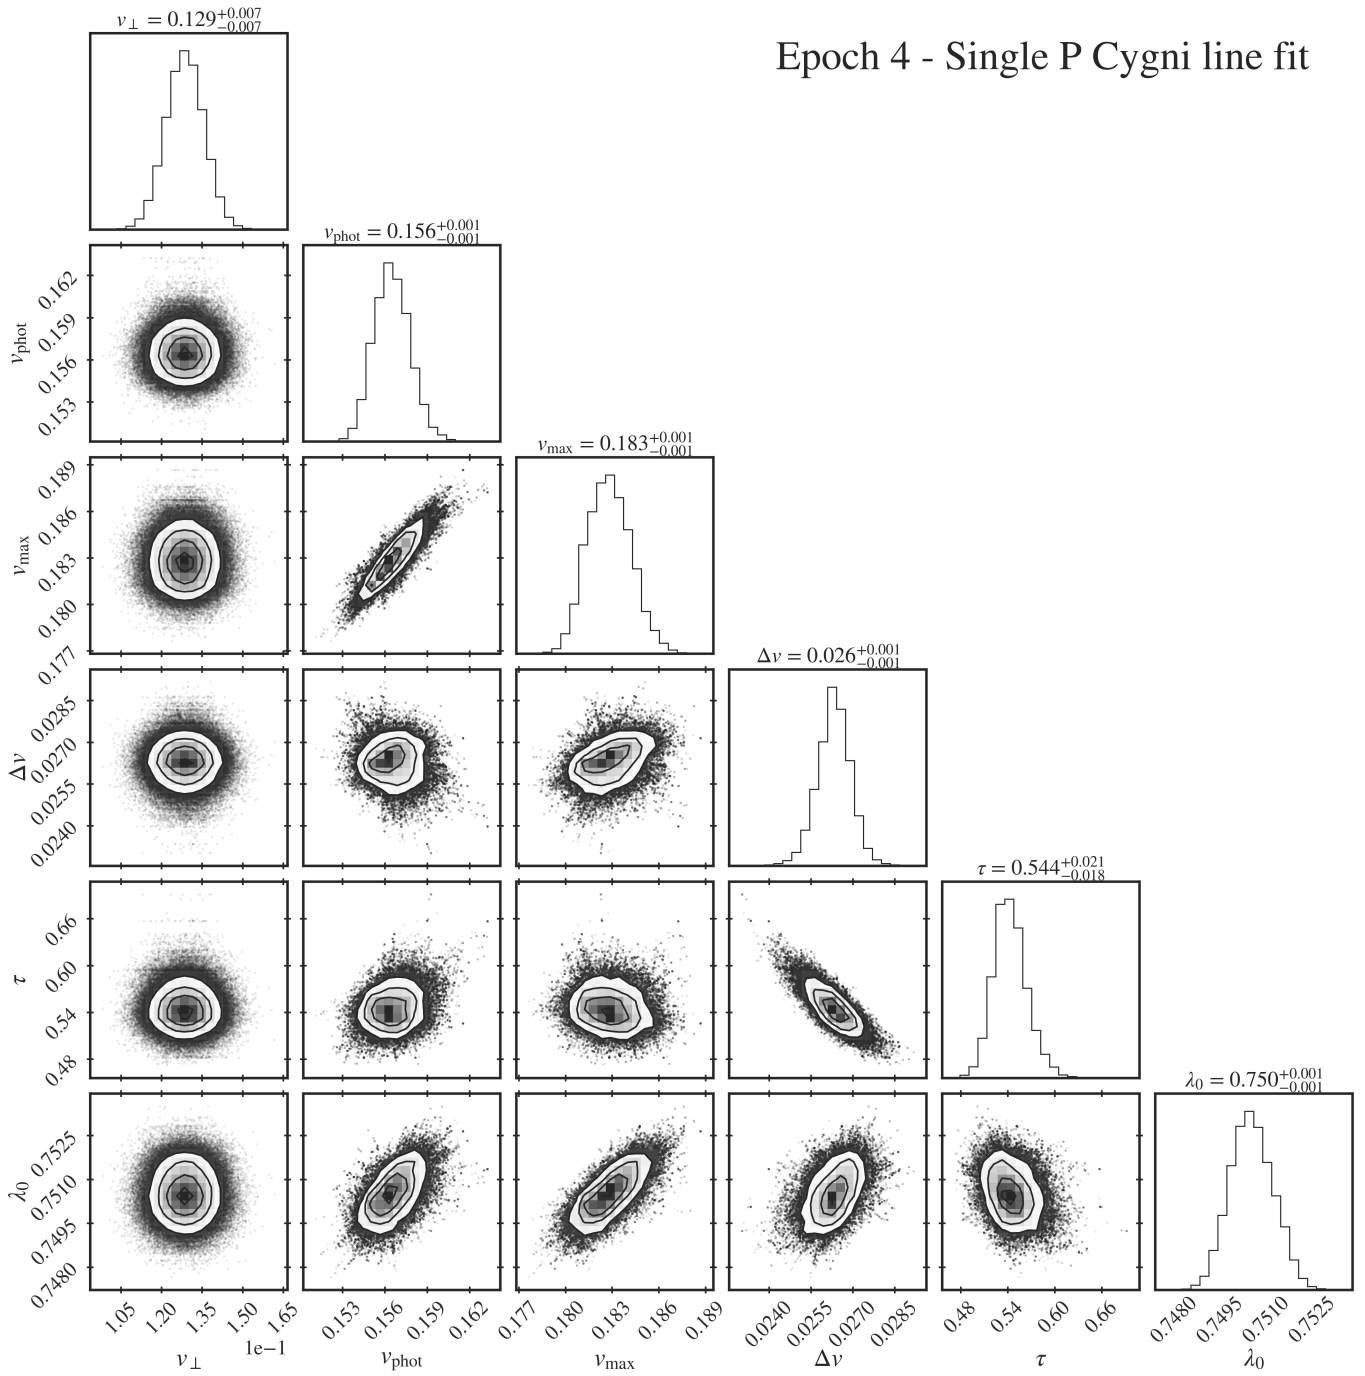 v⊥ = 0.129+0.007 −0.007
Epoch 4 - Single P Cygni line fit
vphot = 0.156+0.001 −0.001
0.162
0.159
0.156
0.153
vphot
vmax = 0.183+0.001 −0.001
0.189
0.186
0.183
0.180
0.177
vmax
Δv = 0.026+0.001 −0.001
0.0285
0.0270
0.0255
0.0240
Δv
τ = 0.544+0.021 −0.018
0.66
0.60
0.54
0.48
τ
λ0 = 0.750+0.001 −0.001
0.7525
0.7510
0.7495
0.7480
λ0
1.05 1.20 1.35 1.50 1.65
1e−1
v⊥
0.153 0.156 0.159 0.162
vphot
0.177 0.180 0.183 0.186 0.189
vmax
0.0240 0.0255 0.0270 0.0285
Δv
0.48 0.54 0.60 0.66
τ
0.7480 0.7495 0.7510 0.7525
λ0